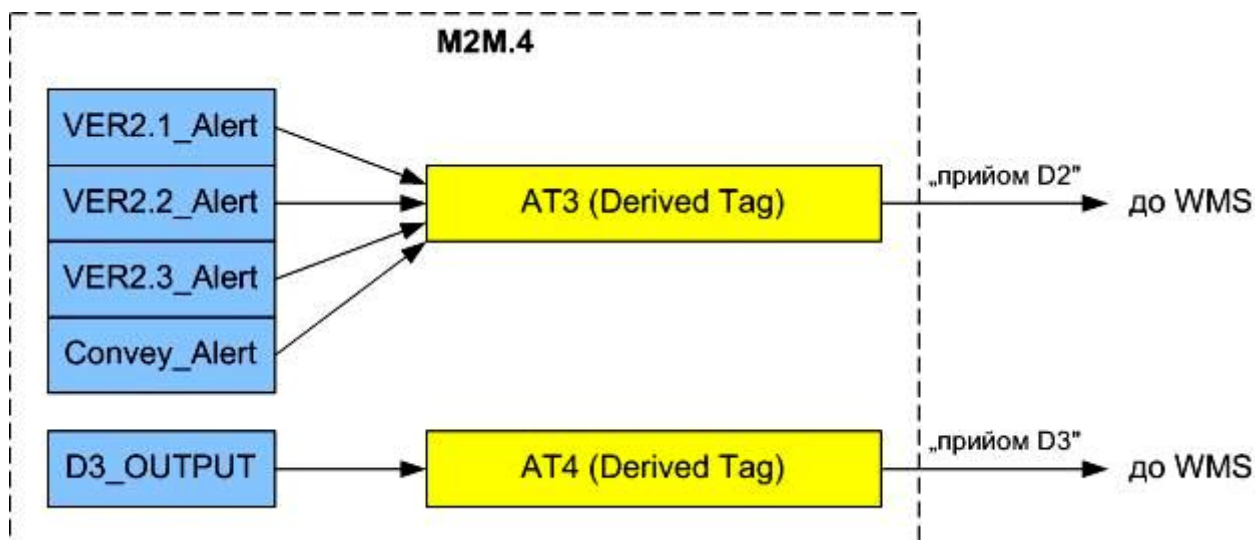 M2M.4
VER2.1_Alert
VER2.2_Alert
VER2.3_Alert
Convey_Alert
AT3 (Derived Tag)
„прийом D2"
до WMS
D3_OUTPUT
AT4 (Derived Tag)
„прийом D3"
до WMS